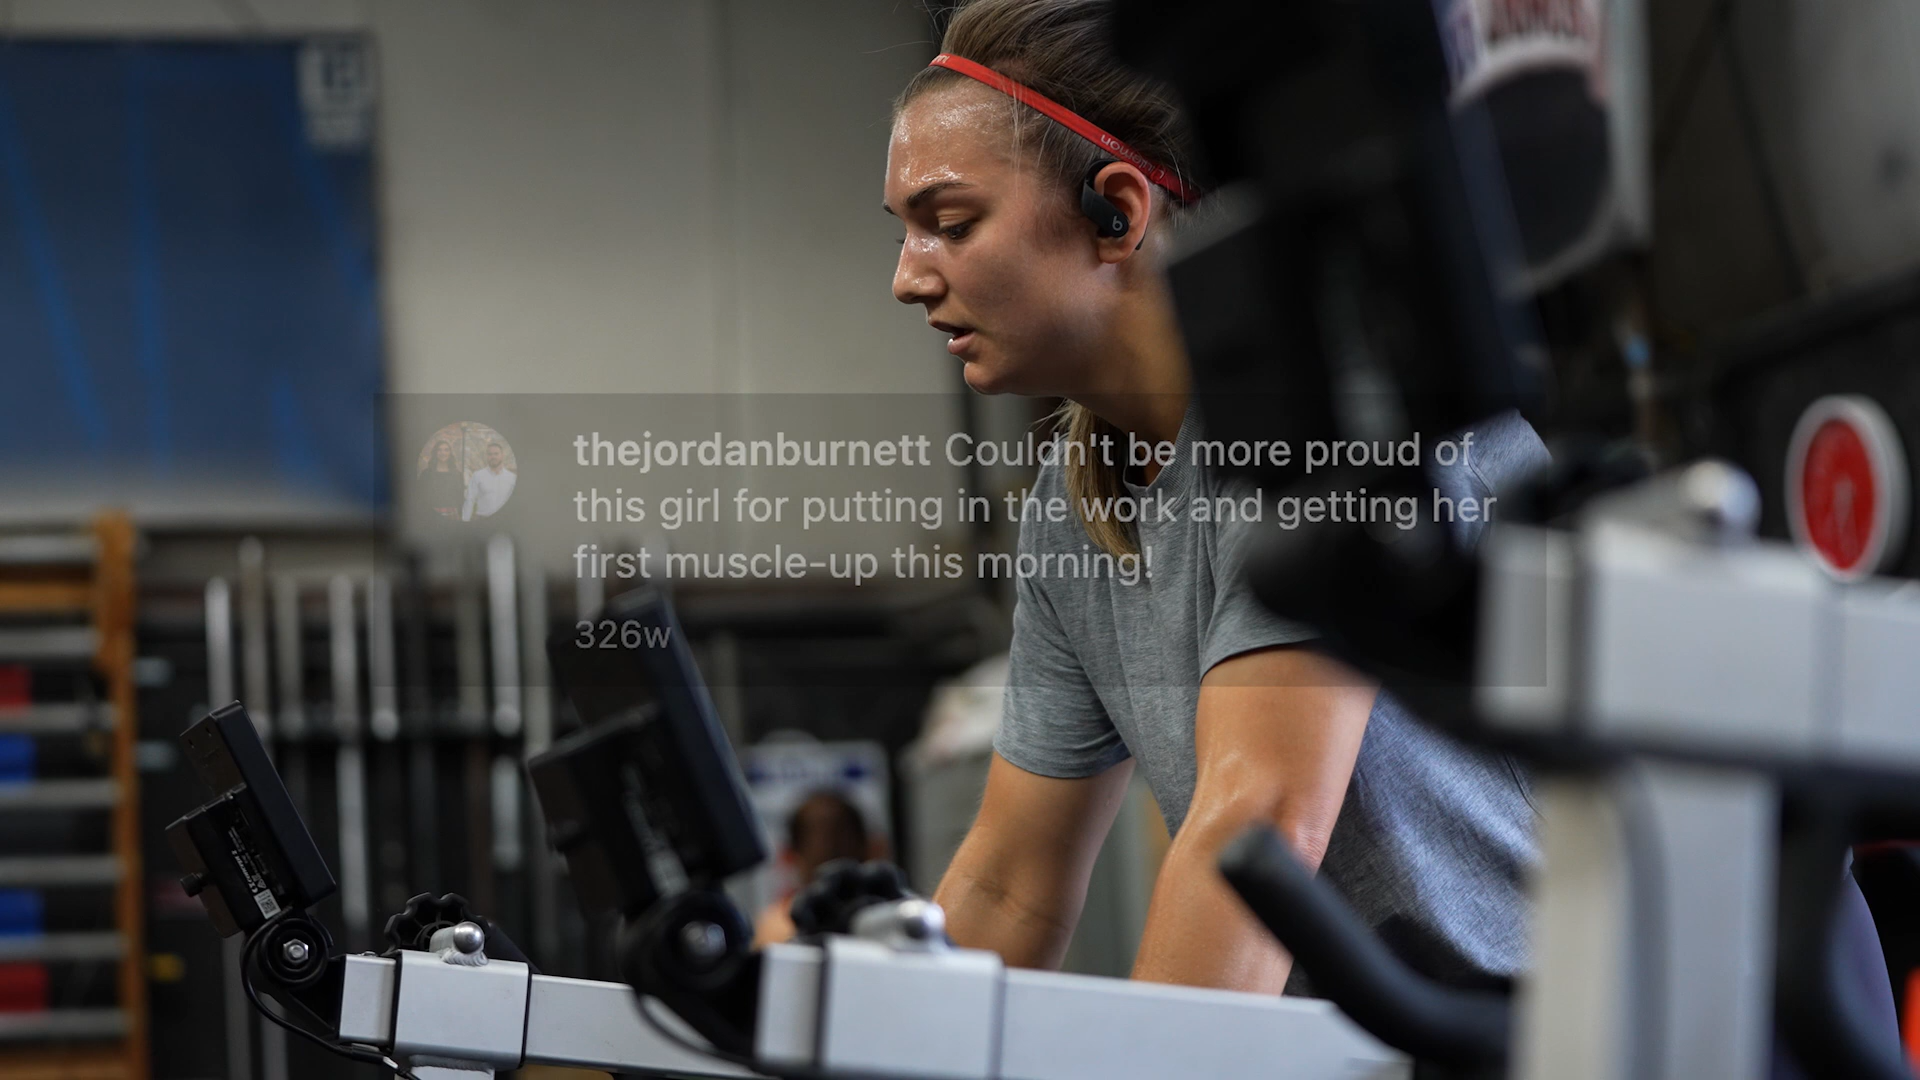 thejordanburnett Couldn't be more proud of
this girl for putting in the work and getting her
first muscle-up this morning!
326w